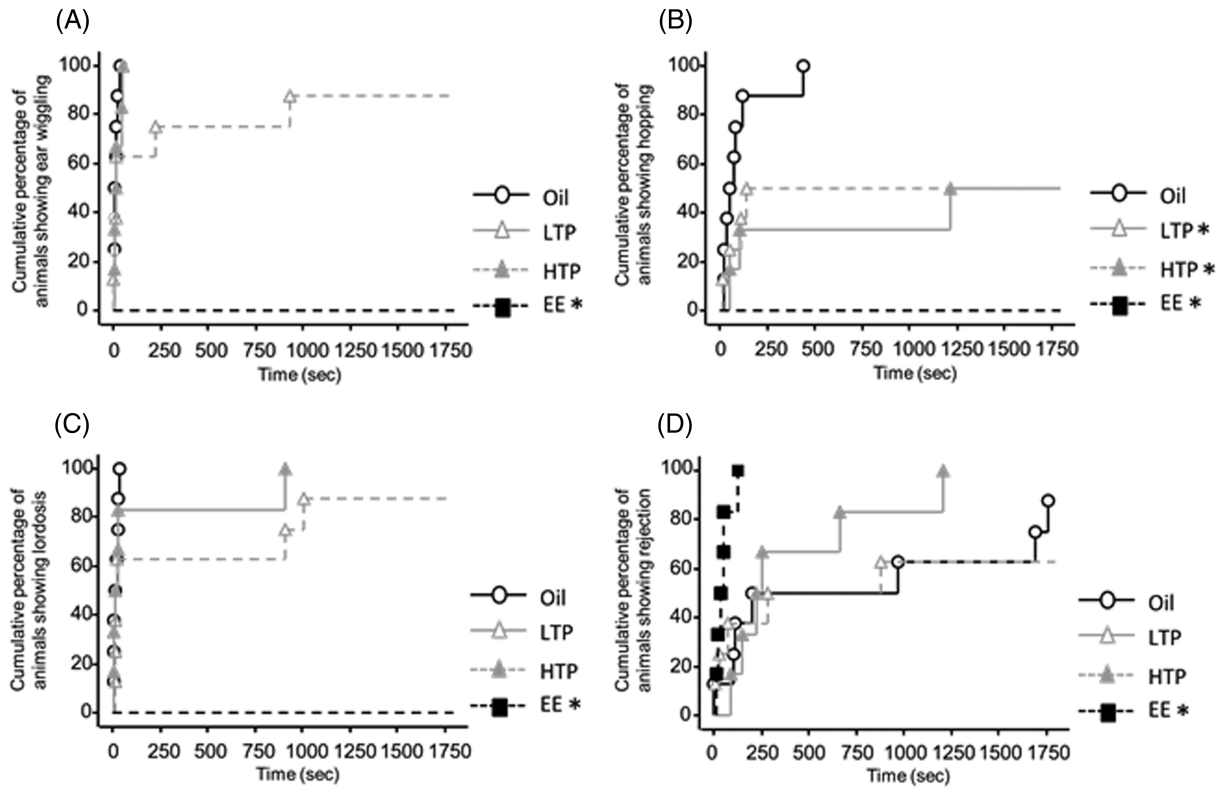 (A)
Cumulative percentage of
animals showing ear wiggling
100
80
60
40
20
0
0 250 500 750 1000 1250 1500 1750
Time (sec)
Oil
LTP
HTP
EE *
(B)
Cumulative percentage of
animals showing hopping
100
80
60
40
20
0
0 250 500 750 1000 1250 1500 1750
Time (sec)
Oil
LTP *
HTP *
EE *
(C)
Cumulative percentage of
animals showing lordosis
100
80
60
40
20
0
0 250 500 750 1000 1250 1500 1750
Time (sec)
Oil
LTP
HTP
EE *
(D)
Cumulative percentage of
animals showing rejection
100
80
60
40
20
0
0 250 500 750 1000 1250 1500 1750
Time (sec)
Oil
LTP
HTP
EE *